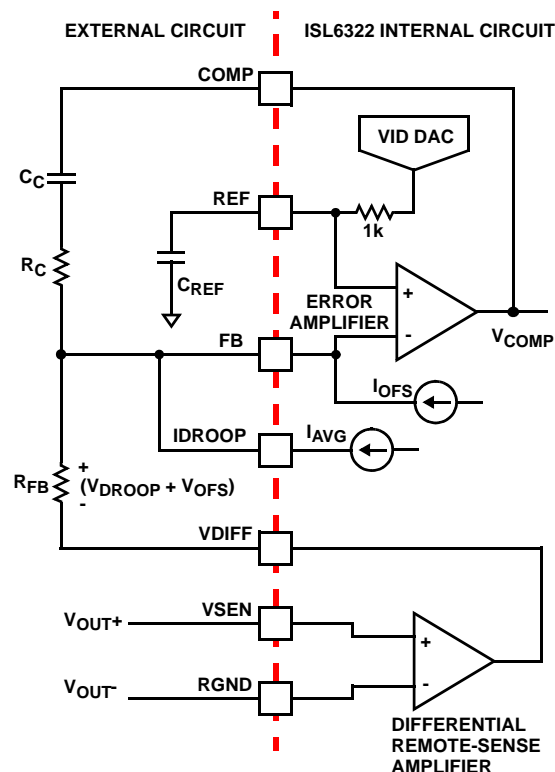 EXTERNAL CIRCUIT
ISL6322 INTERNAL CIRCUIT
COMP
VID DAC
CC
REF
1k
RC
CREF
+
ERROR
AMPLIFIER
-
VCOMP
FB
IOFS
IDROOP
IAVG
+
RFB
(VDROOP + VOFS)
-
VDIFF
VOUT+
VSEN
+
VOUT-
RGND
-
DIFFERENTIAL
REMOTE-SENSE
AMPLIFIER